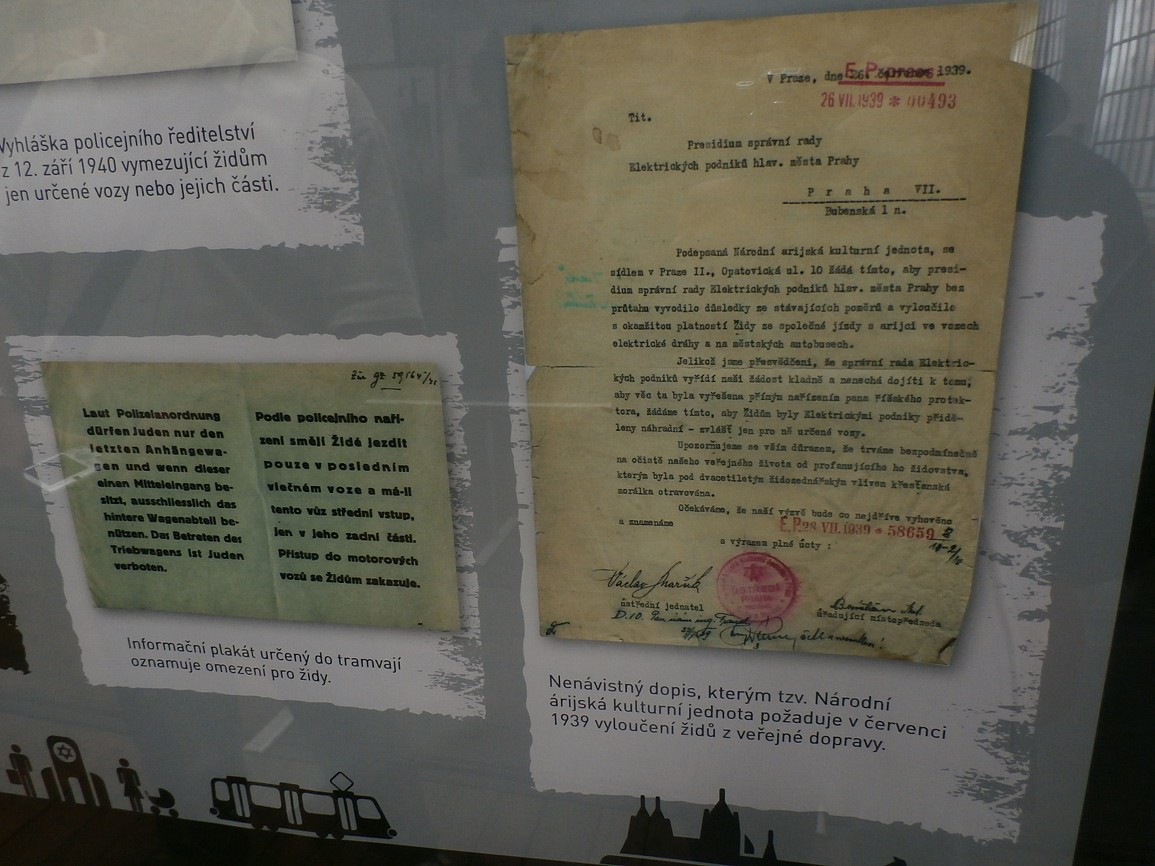 Vyhláška policejního ředitelství
z 12. září 1940 vymezující židům
jen určené vozy nebo jejich části.
Laut Polizeianordnung
dürfen Juden nur den
letzten Anhängewa-
gen und wenn dieser
einen Mitteleingang be-
sitzt, ausschliesslich das
hintere Wagenabteil be-
nützen. Das Betreten des
Triebwagens ist Juden
verboten.
Podle policejního naři-
zení smějí Židé jezdit
pouze v posledním
vlečném voze a má-li
tento vůz střední vstup,
jen v jeho zadní části.
Přístup do motorových
vozů se Židům zakazuje.
Informační plakát určený do tramvají
oznamuje omezení pro židy.
V Praze, dne 26. července 1939.
E.P. praes.
26 VII. 1939 * 00493
Tit.
Presidium správní rady
Elektrických podniků hlav. města Prahy
Praha VII.
Bubenská 1 n.
Podepsaná Národní arijská kulturní jednota, se
sídlem v Praze II., Opatovická ul. 10 žádá tímto, aby presi-
dium správní rady Elektrických podniků hlav. města Prahy bez
průtahu vyvodilo důsledky se stávajících poměrů a vyloučilo
s okamžitou platností Židy ze společné jízdy s arijci ve vozech
elektrické dráhy a na městských autobusech.
Jelikož jsme přesvědčeni, že správní rada Elektric-
kých podniků vyřídí naši žádost kladně a nenechá dojíti k tomu,
aby věc ta byla vyřešena přímým nařízením pana Říšského protek-
tora, žádáme tímto, aby Židům byly Elektrickými podniky přidě-
leny náhradní - zvlášť jen pro ně určené vozy.
Upozorňujeme se vším důrazem, že trváme bezpodmínečně
na očistě našeho veřejného života od profanujícího ho židovstva,
kterým byla pod dvacetiletým židozednářským vlivem křesťanská
morálka otravována.
Očekáváme, že naší výzvě bude co nejdříve vyhověno
a znamenáme
E.P. 28 VII. 1939 * 58659
s výrazem plné úcty :
ústřední jednatel
úřadující místopředseda
Nenávistný dopis, kterým tzv. Národní
árijská kulturní jednota požaduje v červenci
1939 vyloučení židů z veřejné dopravy.